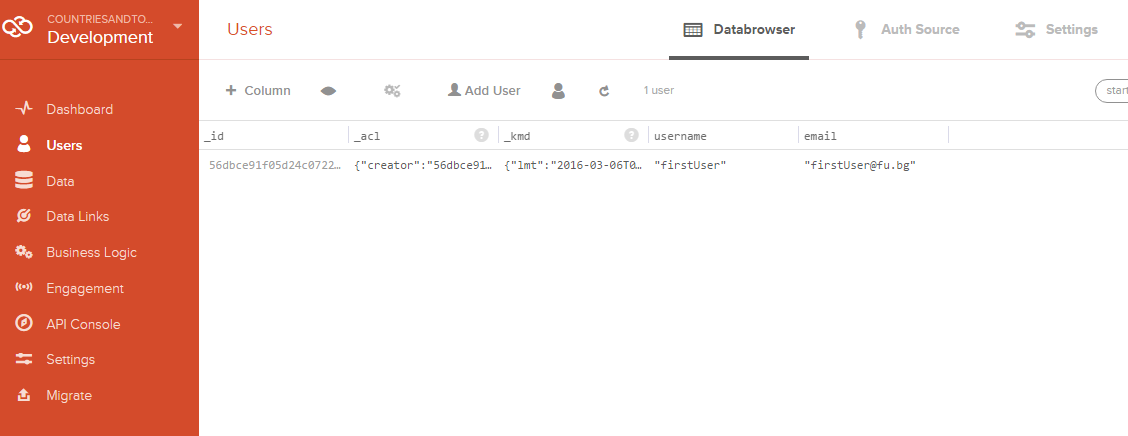 COUNTRIESANDTO...
Development
Users
Databrowser
Auth Source
Settings
+ Column
Add User
1 user
start
Dashboard
Users
Data
Data Links
Business Logic
Engagement
API Console
Settings
Migrate
_id _acl ? _kmd ? username email
56dbce91f05d24c0722... {"creator":"56dbce91... {"lmt":"2016-03-06T0... "firstUser" "firstUser@fu.bg"